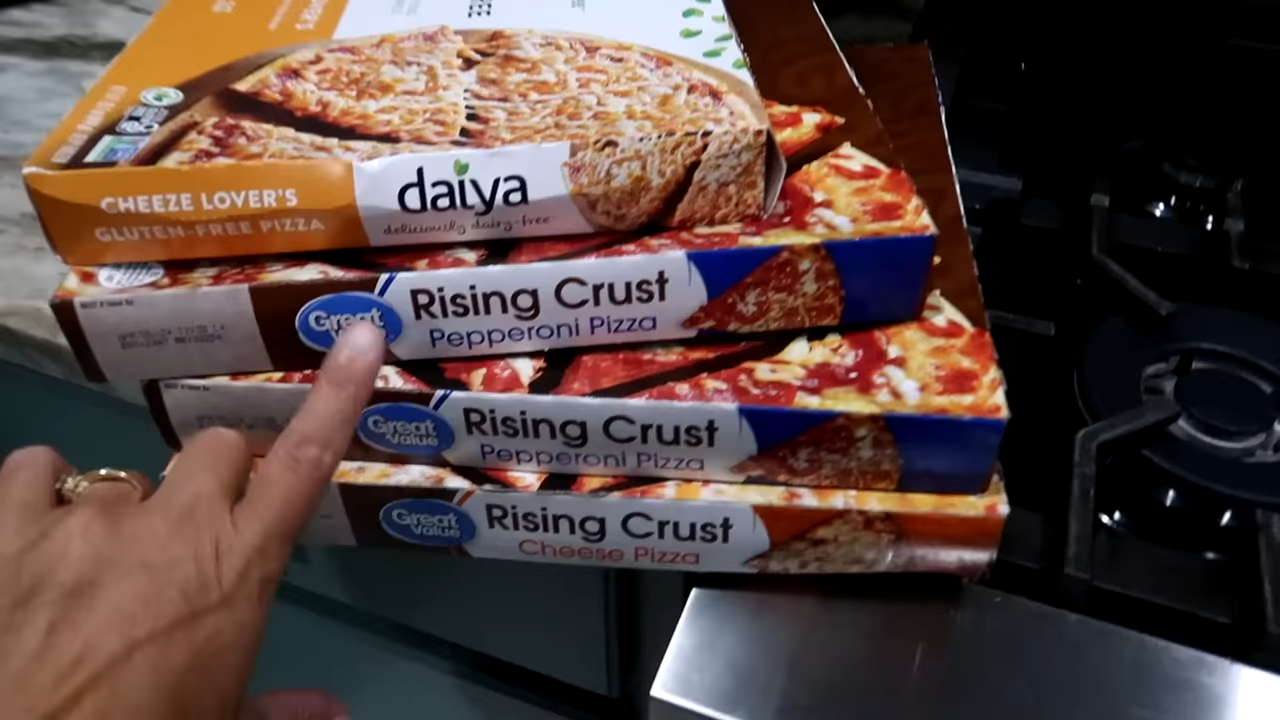 CHEEZE LOVER'S
GLUTEN-FREE PIZZA
daiya
deliciously dairy-free
Great
Rising Crust
Pepperoni Pizza
Great
Value
Rising Crust
Pepperoni Pizza
Great
Value
Rising Crust
Cheese Pizza